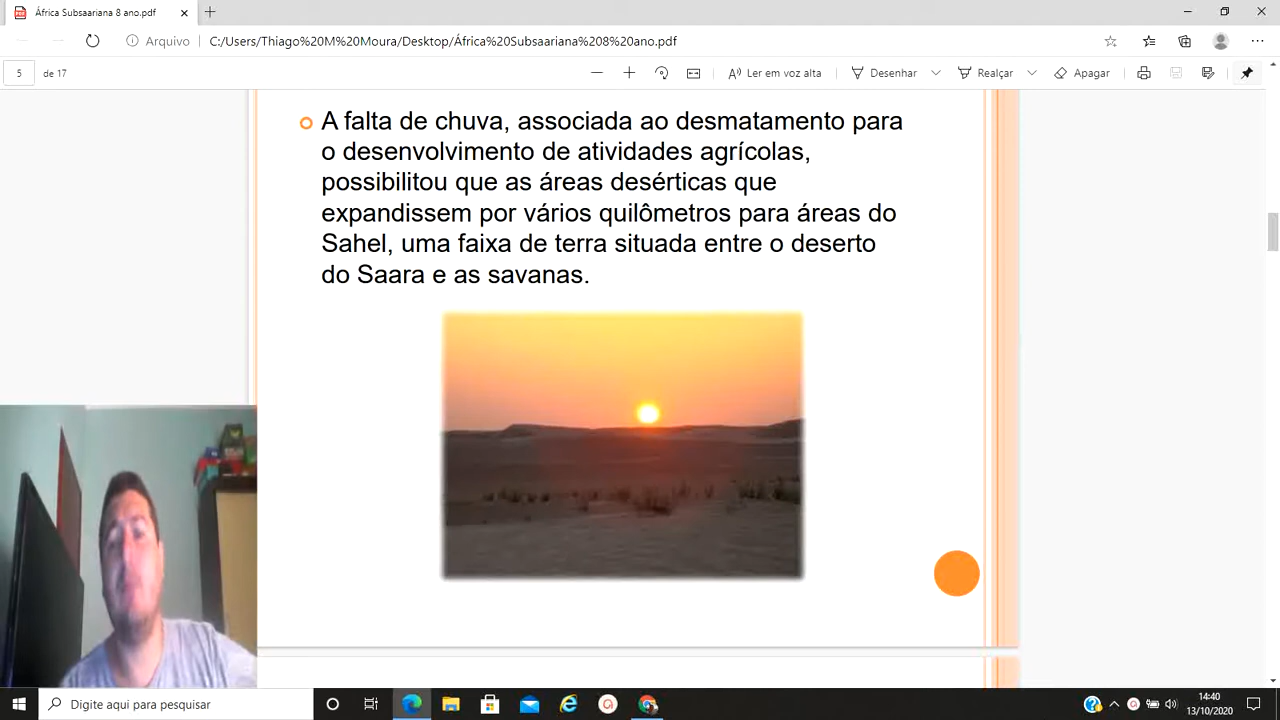 África Subsaariana 8 ano.pdf
Arquivo
C:/Users/Thiago%20M%20Moura/Desktop/África%20Subsaariana%208%20ano.pdf
5 de 17
Ler em voz alta
Desenhar
Realçar
Apagar
A falta de chuva, associada ao desmatamento para
o desenvolvimento de atividades agrícolas,
possibilitou que as áreas desérticas que
expandissem por vários quilômetros para áreas do
Sahel, uma faixa de terra situada entre o deserto
do Saara e as savanas.
Digite aqui para pesquisar
14:40
13/10/2020